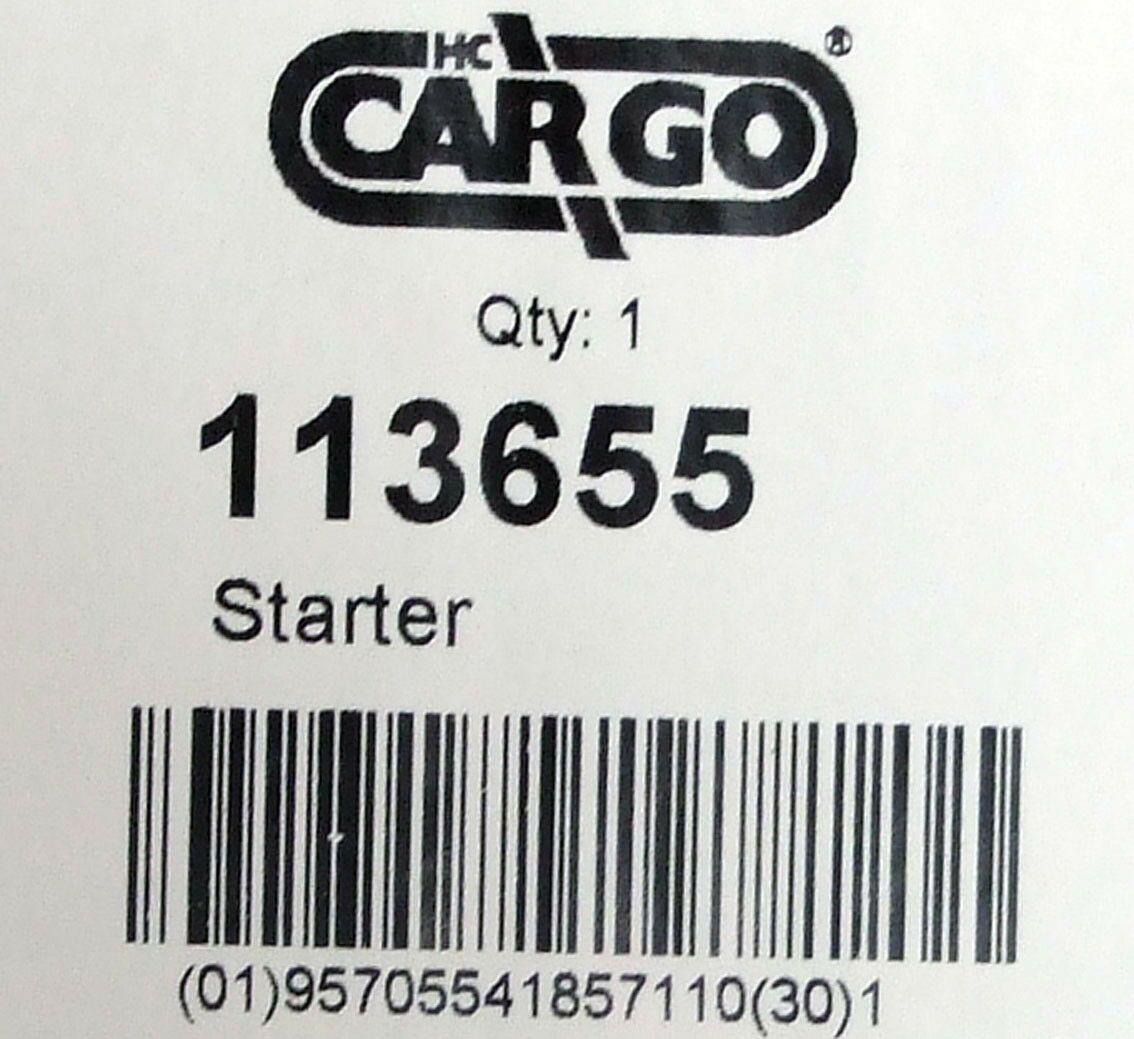 HC
CARGO®
Qty: 1
113655
Starter
(01)95705541857110(30)1